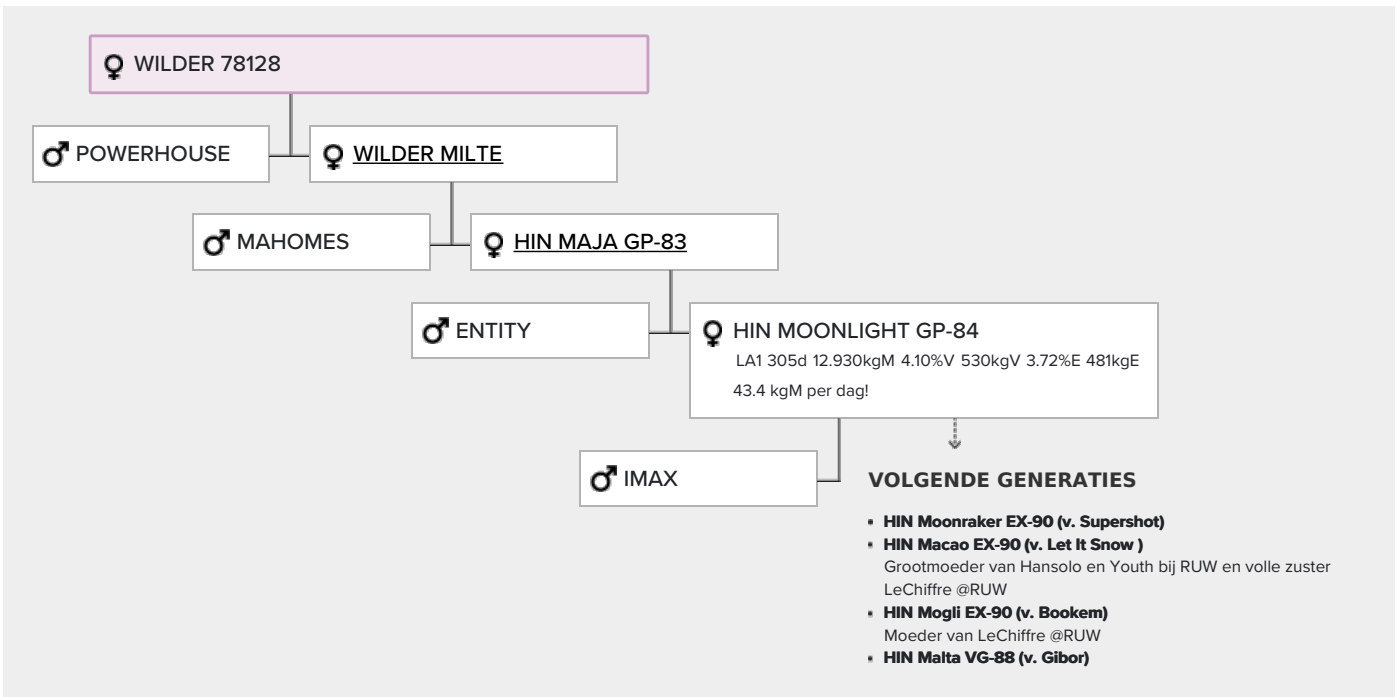 WILDER 78128
POWERHOUSE
WILDER MILTE
MAHOMES
HIN MAJA GP-83
ENTITY
HIN MOONLIGHT GP-84
LA1 305d 12.930kgM 4.10%V 530kgV 3.72%E 481kgE
43.4 kgM per dag!
IMAX
VOLGENDE GENERATIES
HIN Moonraker EX-90 (v. Supershot)
HIN Macao EX-90 (v. Let It Snow )
Grootmoeder van Hansolo en Youth bij RUW en volle zuster
LeChiffre @RUW
HIN Mogli EX-90 (v. Bookem)
Moeder van LeChiffre @RUW
HIN Malta VG-88 (v. Gibor)